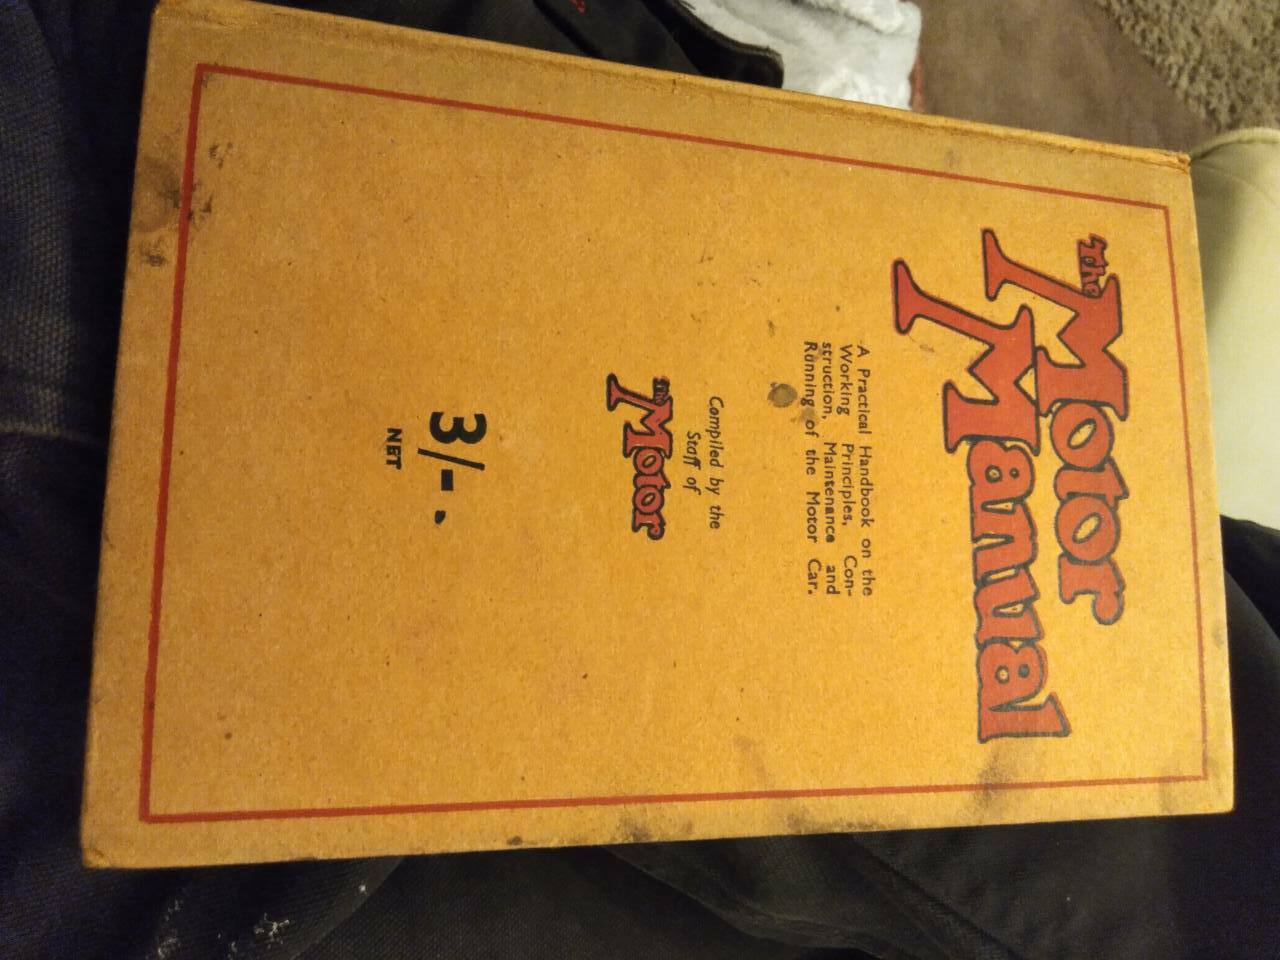 The Motor
Manual
A Practical Handbook on the
Working Principles, Con-
struction, Maintenance and
Running of the Motor Car.
Compiled by the
Staff of
The Motor
3/-.
NET